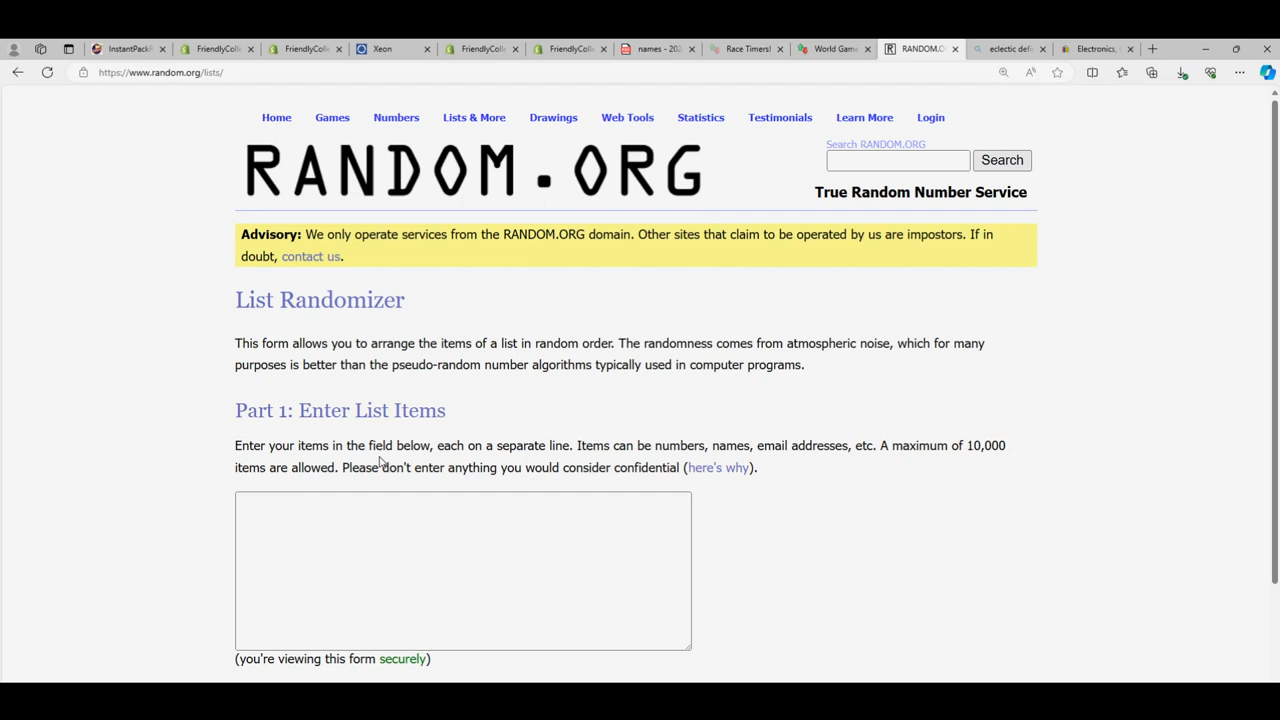 InstantPackF
FriendlyColle
FriendlyColle
Xeon
FriendlyColle
FriendlyColle
names - 202
Race Timers!
World Game
RANDOM.O
eclectic defi
Electronics, C
https://www.random.org/lists/
Home Games Numbers Lists & More Drawings Web Tools Statistics Testimonials Learn More Login
RANDOM.ORG
Search RANDOM.ORG
Search
True Random Number Service
Advisory: We only operate services from the RANDOM.ORG domain. Other sites that claim to be operated by us are impostors. If in
doubt, contact us.
List Randomizer
This form allows you to arrange the items of a list in random order. The randomness comes from atmospheric noise, which for many
purposes is better than the pseudo-random number algorithms typically used in computer programs.
Part 1: Enter List Items
Enter your items in the field below, each on a separate line. Items can be numbers, names, email addresses, etc. A maximum of 10,000
items are allowed. Please don't enter anything you would consider confidential (here's why).
(you're viewing this form securely)